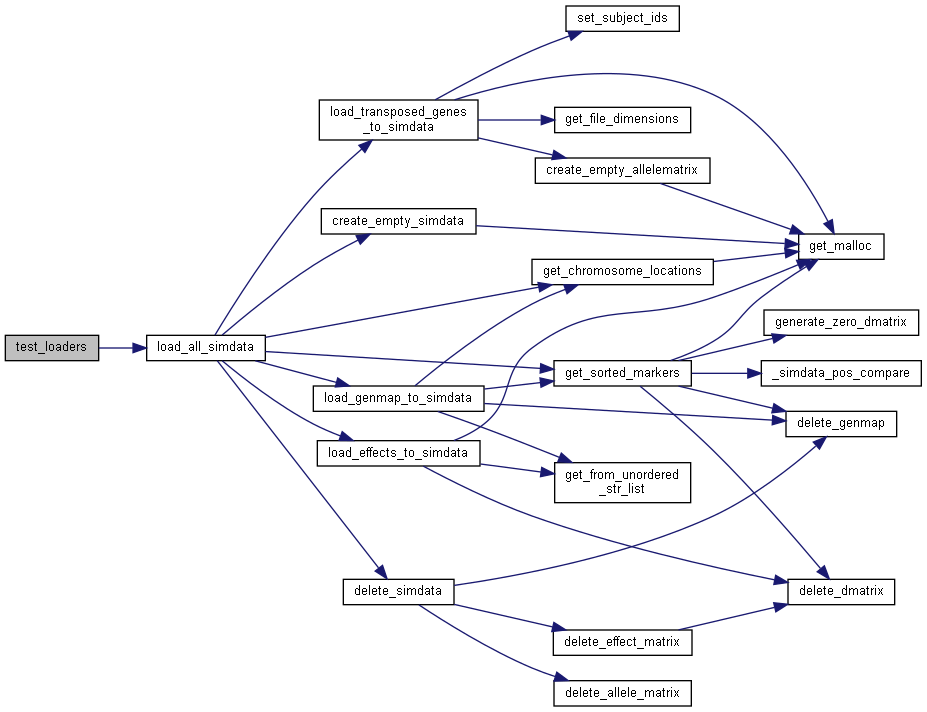 set_subject_ids
load_transposed_genes
_to_simdata
get_file_dimensions
create_empty_allelematrix
create_empty_simdata
get_malloc
get_chromosome_locations
generate_zero_dmatrix
test_loaders
load_all_simdata
get_sorted_markers
_simdata_pos_compare
load_genmap_to_simdata
delete_genmap
load_effects_to_simdata
get_from_unordered
_str_list
delete_simdata
delete_dmatrix
delete_effect_matrix
delete_allele_matrix